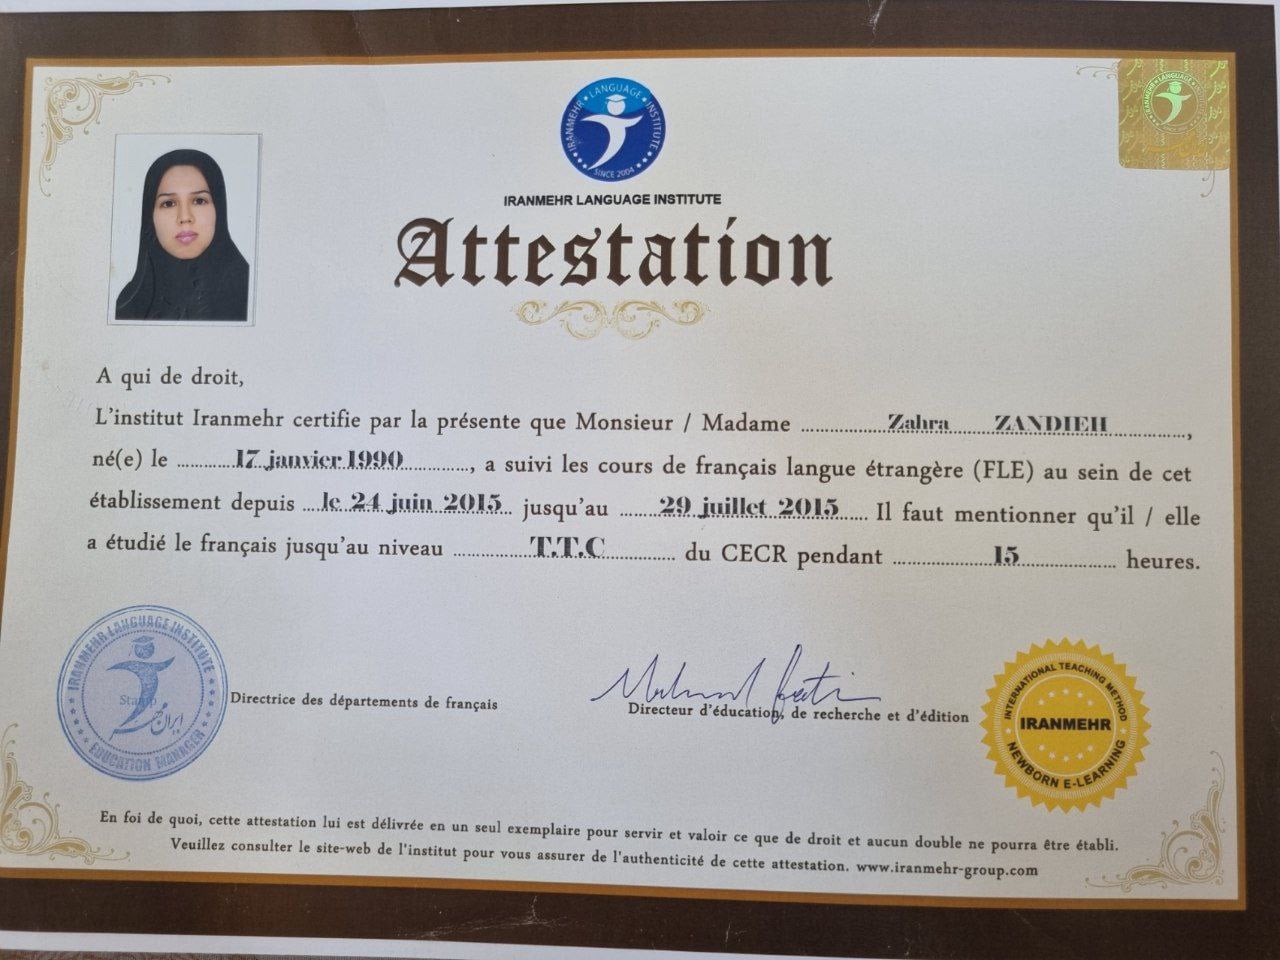 IRANMEHR LANGUAGE INSTITUTE
SINCE 2004
IRANMEHR LANGUAGE INSTITUTE
Attestation
A qui de droit,
L'institut Iranmehr certifie par la présente que Monsieur / Madame Zahra ZANDIEH,
né(e) le 17 janvier 1990, a suivi les cours de français langue étrangère (FLE) au sein de cet
établissement depuis le 24 juin 2015 jusqu'au 29 juillet 2015 Il faut mentionner qu'il / elle
a étudié le français jusqu'au niveau T.T.C du CECR pendant 15 heures.
IRANMEHR LANGUAGE INSTITUTE
Stamp
ایران مهر
EDUCATION MANAGER
Directrice des départements de français
Directeur d'éducation, de recherche et d'édition
INTERNATIONAL TEACHING METHOD
IRANMEHR
NEWBORN E-LEARNING
En foi de quoi, cette attestation lui est délivrée en un seul exemplaire pour servir et valoir ce que de droit et aucun double ne pourra être établi.
Veuillez consulter le site-web de l'institut pour vous assurer de l'authenticité de cette attestation. www.iranmehr-group.com